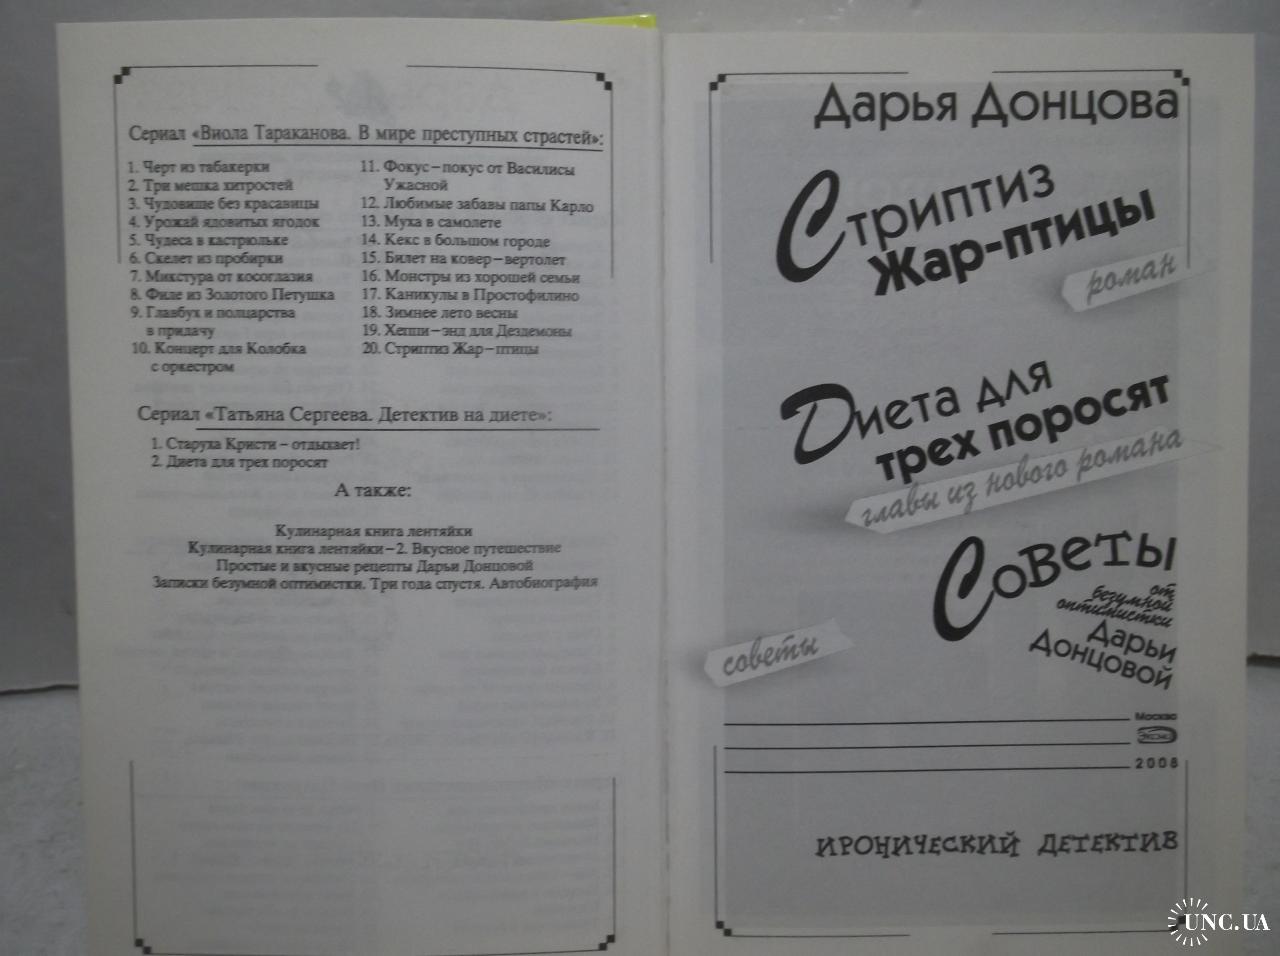 Сериал «Виола Тараканова. В мире преступных страстей»:
1. Черт из табакерки
2. Три мешка хитростей
3. Чудовище без красавицы
4. Урожай ядовитых ягодок
5. Чудеса в кастрюльке
6. Скелет из пробирки
7. Микстура от косоглазия
8. Филе из Золотого Петушка
9. Главбух и полцарства
в придачу
10. Концерт для Колобка
с оркестром
11. Фокус-покус от Василисы
Ужасной
12. Любимые забавы папы Карло
13. Муха в самолете
14. Кекс в большом городе
15. Билет на ковер-вертолет
16. Монстры из хорошей семьи
17. Каникулы в Простофилино
18. Зимнее лето весны
19. Хеппи-энд для Дездемоны
20. Стриптиз Жар-птицы
Сериал «Татьяна Сергеева. Детектив на диете»:
1. Старуха Кристи – отдыхает!
2. Диета для трех поросят
А также:
Кулинарная книга лентяйки
Кулинарная книга лентяйки-2. Вкусное путешествие
Простые и вкусные рецепты Дарьи Донцовой
Записки безумной оптимистки. Три года спустя. Автобиография
Дарья Донцова
Стриптиз
Жар-птицы
роман
Диета для
трех поросят
главы из нового романа
Советы
от
безумной
оптимистки
Дарьи
Донцовой
советы
Москва
Эксмо
2008
ИРОНИЧЕСКИЙ ДЕТЕКТИВ
UNC.UA